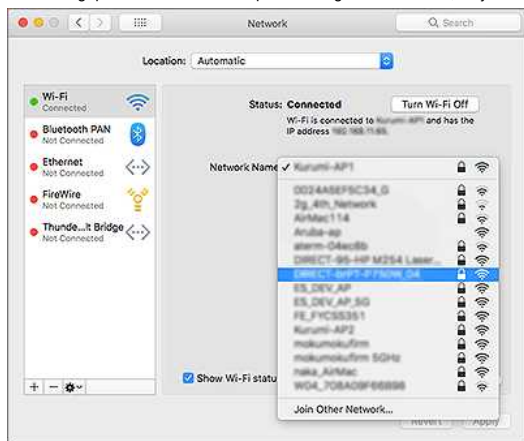 Network
Search
Location: Automatic
Wi-Fi
Connected
Bluetooth PAN
Not Connected
Ethernet
Not Connected
FireWire
Not Connected
Thunde...lt Bridge
Not Connected
Status: Connected
Turn Wi-Fi Off
Wi-Fi is connected to and has the
IP address
Network Name
✓ Kurumi-AP1
2g_4th_Network
AirMac114
Aruba-ap
DIRECT-95-HP M254 Laser...
ES_DEV_AP
ES_DEV_AP_5G
FE_FYCSS351
Kurumi-AP2
mokumokufirm
mokumokufirm 5GHz
naka_AirMac
Join Other Network...
Show Wi-Fi statu
Revert
Apply